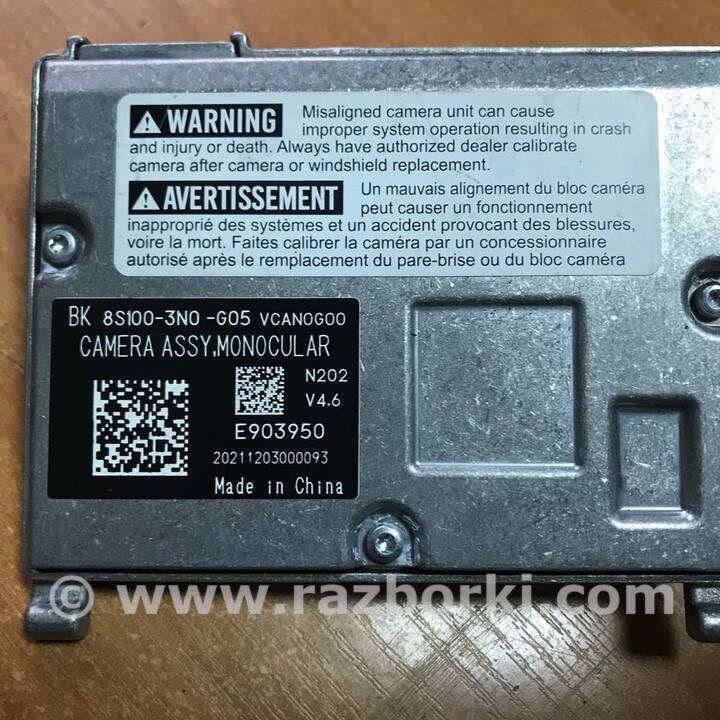 WARNING Misaligned camera unit can cause
improper system operation resulting in crash
and injury or death. Always have authorized dealer calibrate
camera after camera or windshield replacement.
AVERTISSEMENT Un mauvais alignement du bloc caméra
peut causer un fonctionnement
inapproprié des systèmes et un accident provocant des blessures,
voire la mort. Faites calibrer la caméra par un concessionnaire
autorisé après le remplacement du pare-brise ou du bloc caméra
BK 8S100-3N0 -G05 VCAN0G00
CAMERA ASSY,MONOCULAR
N202
V4.6
E903950
20211203000093
Made in China
© www.razborki.com